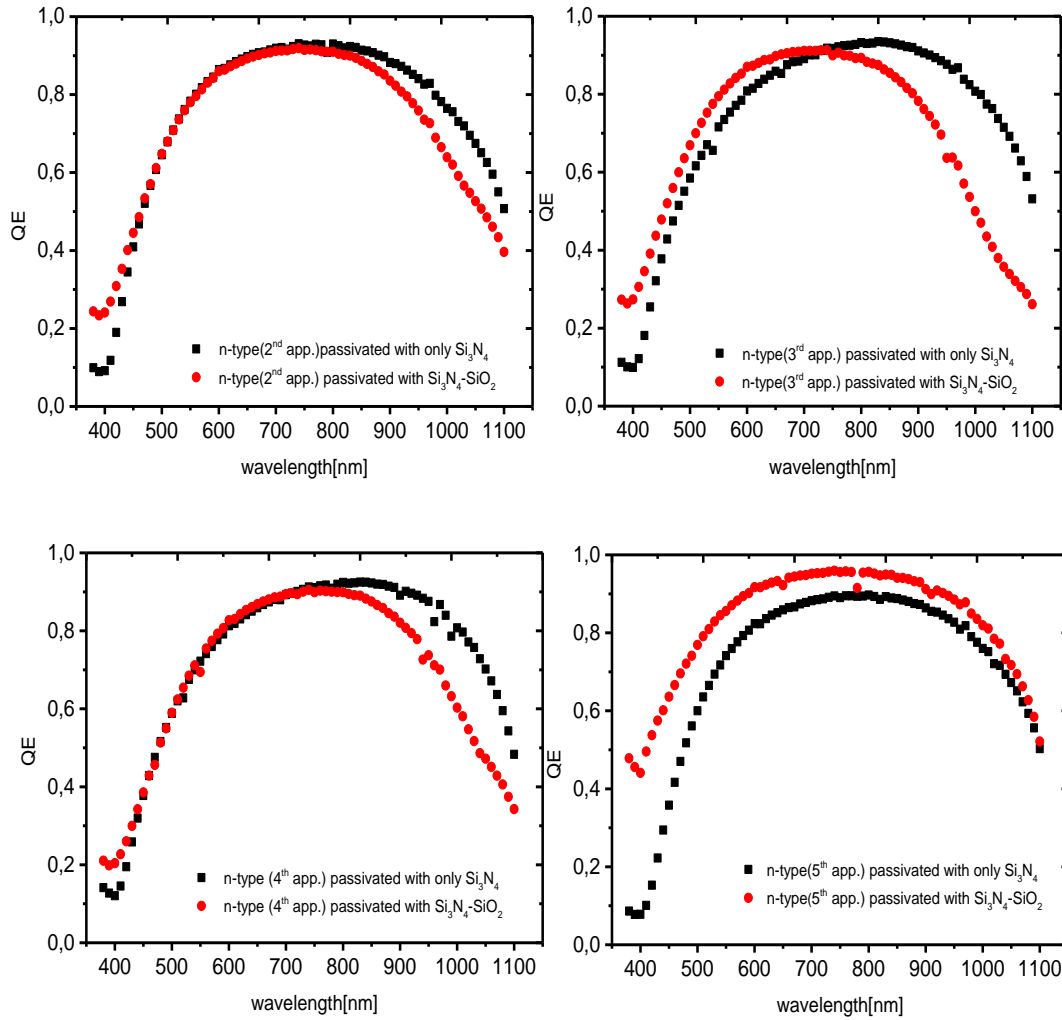 1,0
0,8
0,6
0,4
0,2
0,0
QE
n-type(2nd app.)passivated with only Si3N4
n-type(2nd app.) passivated with Si3N4-SiO2
400 500 600 700 800 900 1000 1100
wavelength[nm]
1,0
0,8
0,6
0,4
0,2
0,0
QE
n-type(3rd app.) passivated with only Si3N4
n-type(3rd app.) passivated with Si3N4-SiO2
400 500 600 700 800 900 1000 1100
wavelength[nm]
1,0
0,8
0,6
0,4
0,2
0,0
QE
n-type (4th app.) passivated with only Si3N4
n-type (4th app.) passivated with Si3N4-SiO2
400 500 600 700 800 900 1000 1100
wavelength[nm]
1,0
0,8
0,6
0,4
0,2
0,0
QE
n-type(5th app.) passivated with only Si3N4
n-type(5th app.) passivated with Si3N4-SiO2
400 500 600 700 800 900 1000 1100
wavelength[nm]